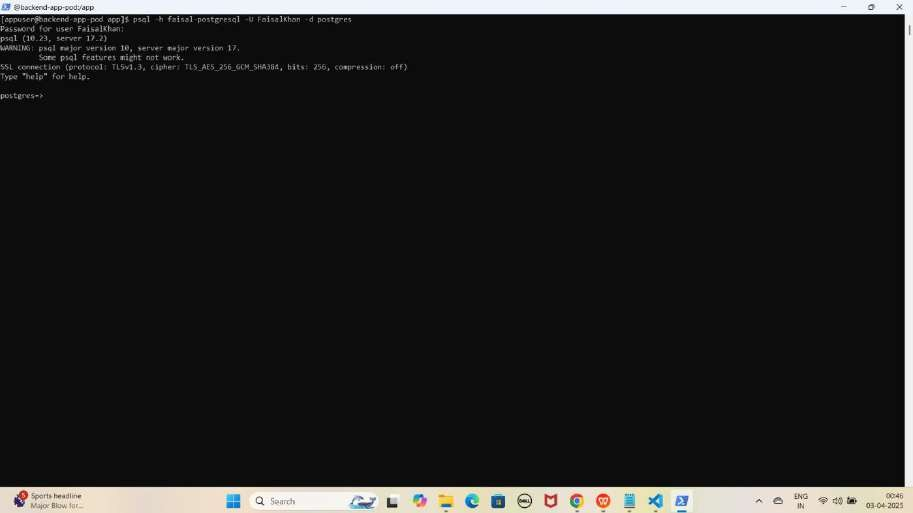 @backend-app-pod:/app
[appuser@backend-app-pod app]$ psql -h faisal-postgresql -U FaisalKhan -d postgres
Password for user FaisalKhan:
psql (10.23, server 17.2)
WARNING: psql major version 10, server major version 17.
Some psql features might not work.
SSL connection (protocol: TLSv1.3, cipher: TLS_AES_256_GCM_SHA384, bits: 256, compression: off)
Type "help" for help.
postgres=>
5
Sports headline
Major Blow for...
Search
DELL
ENG
IN
00:46
03-04-2025